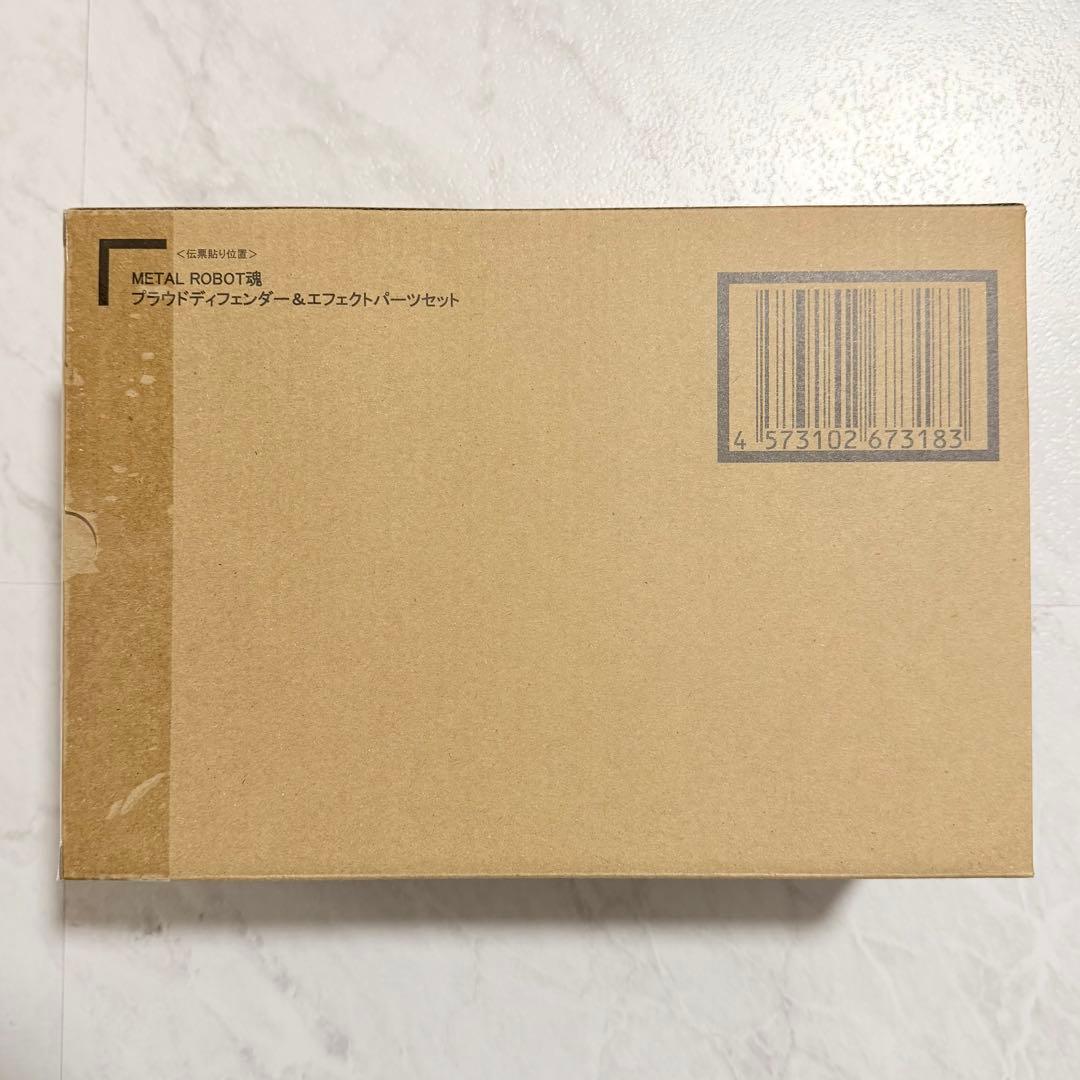 <伝票貼り位置>
METAL ROBOT魂
プラウドディフェンダー&エフェクトパーツセット
4 573102 673183